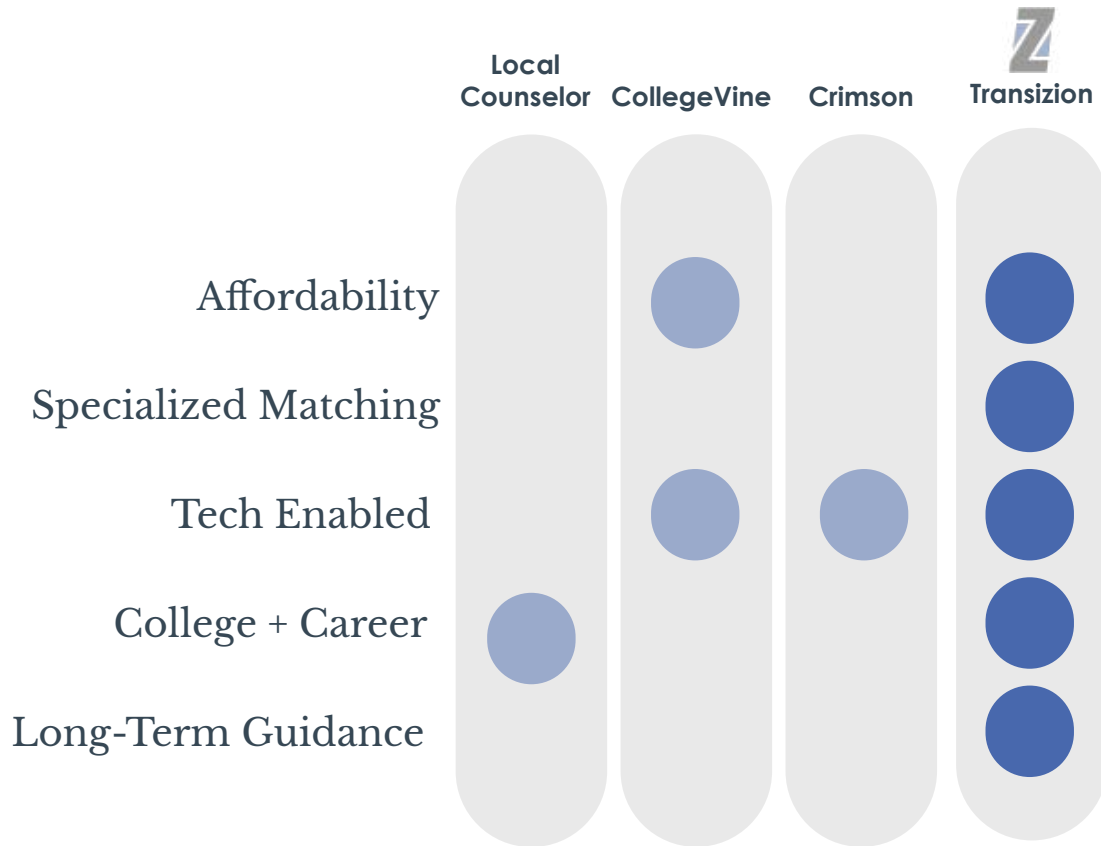 Local
Counselor
CollegeVine
Crimson
Z
Transizion
Affordability
Specialized Matching
Tech Enabled
College + Career
Long-Term Guidance